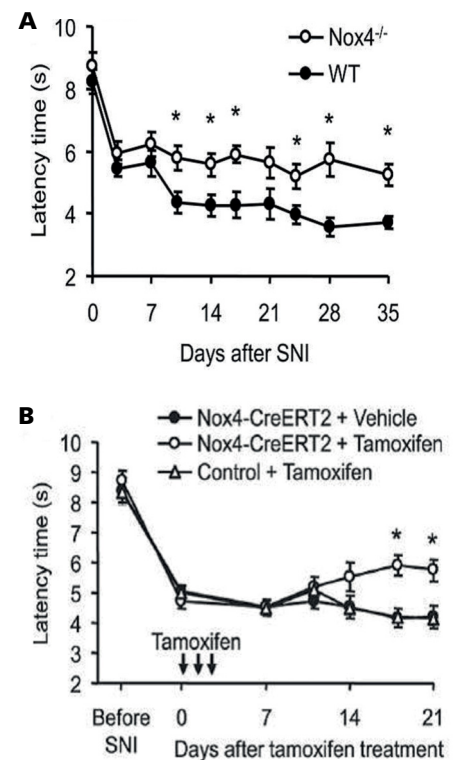 A
10
Nox4-/-
WT
8
*
*
*
*
*
*
6
4
2
Latency time (s)
0 7 14 21 28 35
Days after SNI
B
Nox4-CreERT2 + Vehicle
Nox4-CreERT2 + Tamoxifen
Control + Tamoxifen
10
9
8
7
6
5
4
3
2
Latency time (s)
*
*
Tamoxifen
Before SNI
0 7 14 21
Days after tamoxifen treatment